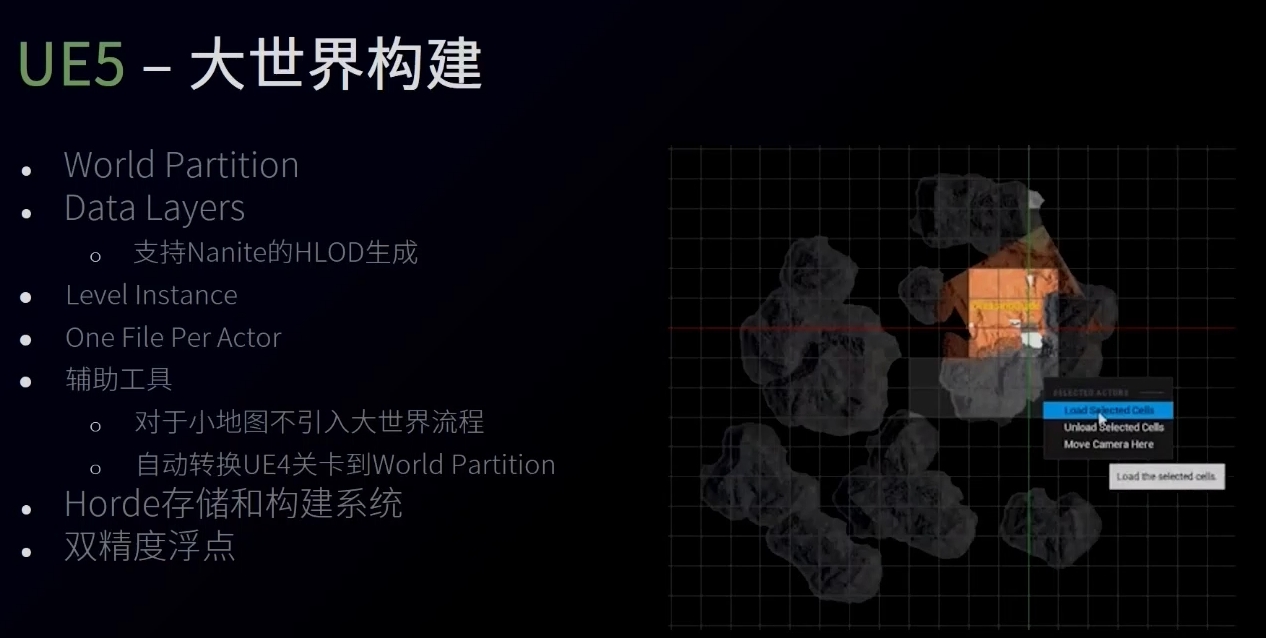 UE5 – 大世界构建
World Partition
Data Layers
支持Nanite的HLOD生成
Level Instance
One File Per Actor
辅助工具
对于小地图不引入大世界流程
自动转换UE4关卡到World Partition
Horde存储和构建系统
双精度浮点
SELECTED ACTORS
Load Selected Cells
Unload Selected Cells
Move Camera Here
Load the selected cells.